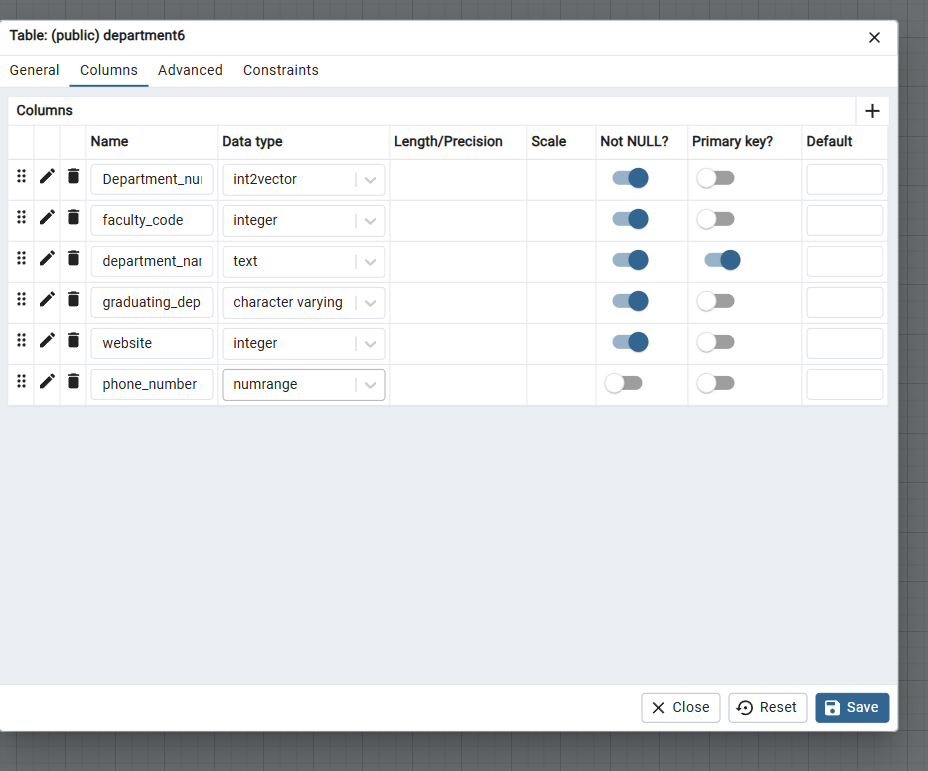 Table: (public) department6
General Columns Advanced Constraints
Columns
Name Data type Length/Precision Scale Not NULL? Primary key? Default
Department_nu int2vector
faculty_code integer
department_nar text
graduating_dep character varying
website integer
phone_number numrange
Close Reset Save